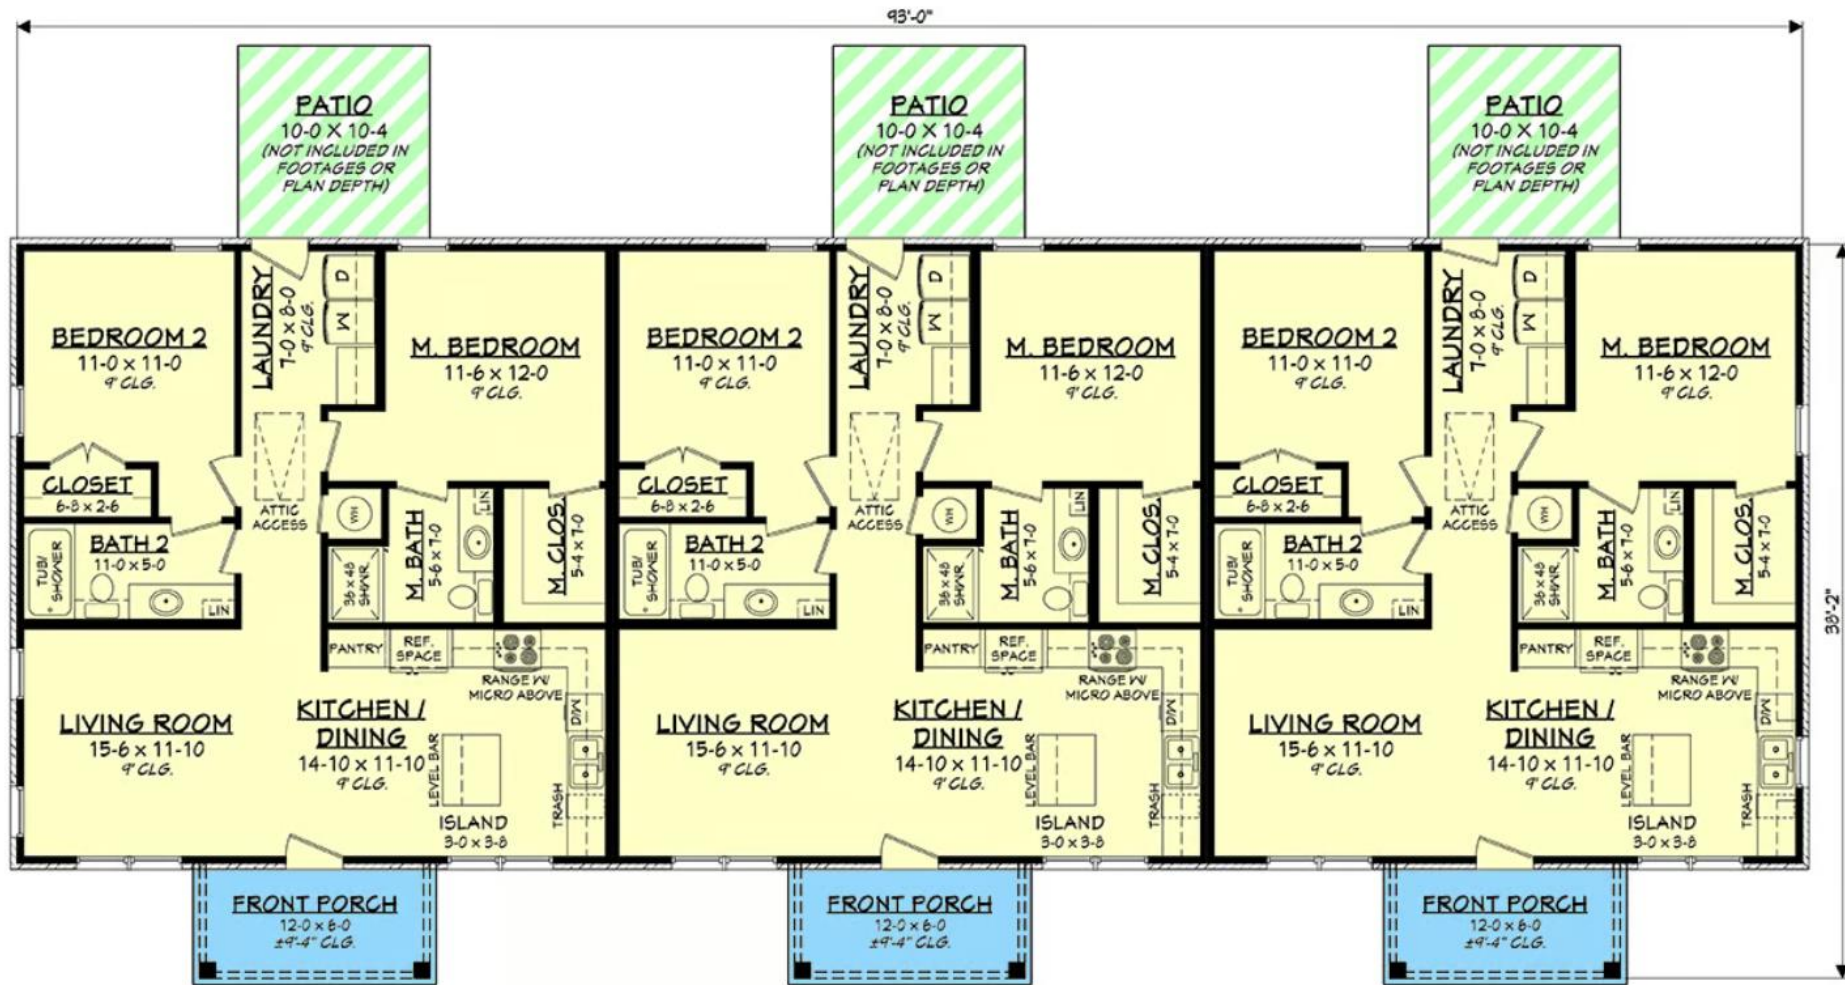 93'-0"
PATIO
10-0 X 10-4
(NOT INCLUDED IN
FOOTAGES OR
PLAN DEPTH)
PATIO
10-0 X 10-4
(NOT INCLUDED IN
FOOTAGES OR
PLAN DEPTH)
PATIO
10-0 X 10-4
(NOT INCLUDED IN
FOOTAGES OR
PLAN DEPTH)
BEDROOM 2
11-0 x 11-0
9' CLG.
LAUNDRY
7-0 x 8-0
9' CLG.
D
W
M. BEDROOM
11-6 x 12-0
9' CLG.
CLOSET
6-8 x 2-6
ATTIC
ACCESS
WH
BATH 2
11-0 x 5-0
TUB/
SHOWER
LIN
36 x 48
SHWR.
M. BATH
5-6 x 7-0
LIN
M. CLOS.
5-4 x 7-0
PANTRY
REF.
SPACE
RANGE W/
MICRO ABOVE
LIVING ROOM
15-6 x 11-10
9' CLG.
KITCHEN /
DINING
14-10 x 11-10
9' CLG.
LEVEL BAR
D/W
TRASH
ISLAND
3-0 x 3-8
FRONT PORCH
12-0 x 6-0
±9'-4" CLG.
BEDROOM 2
11-0 x 11-0
9' CLG.
LAUNDRY
7-0 x 8-0
9' CLG.
D
W
M. BEDROOM
11-6 x 12-0
9' CLG.
CLOSET
6-8 x 2-6
ATTIC
ACCESS
WH
BATH 2
11-0 x 5-0
TUB/
SHOWER
LIN
36 x 48
SHWR.
M. BATH
5-6 x 7-0
LIN
M. CLOS.
5-4 x 7-0
PANTRY
REF.
SPACE
RANGE W/
MICRO ABOVE
LIVING ROOM
15-6 x 11-10
9' CLG.
KITCHEN /
DINING
14-10 x 11-10
9' CLG.
LEVEL BAR
D/W
TRASH
ISLAND
3-0 x 3-8
FRONT PORCH
12-0 x 6-0
±9'-4" CLG.
BEDROOM 2
11-0 x 11-0
9' CLG.
LAUNDRY
7-0 x 8-0
9' CLG.
D
W
M. BEDROOM
11-6 x 12-0
9' CLG.
CLOSET
6-8 x 2-6
ATTIC
ACCESS
WH
BATH 2
11-0 x 5-0
TUB/
SHOWER
LIN
36 x 48
SHWR.
M. BATH
5-6 x 7-0
LIN
M. CLOS.
5-4 x 7-0
PANTRY
REF.
SPACE
RANGE W/
MICRO ABOVE
LIVING ROOM
15-6 x 11-10
9' CLG.
KITCHEN /
DINING
14-10 x 11-10
9' CLG.
LEVEL BAR
D/W
TRASH
ISLAND
3-0 x 3-8
FRONT PORCH
12-0 x 6-0
±9'-4" CLG.
38'-2"